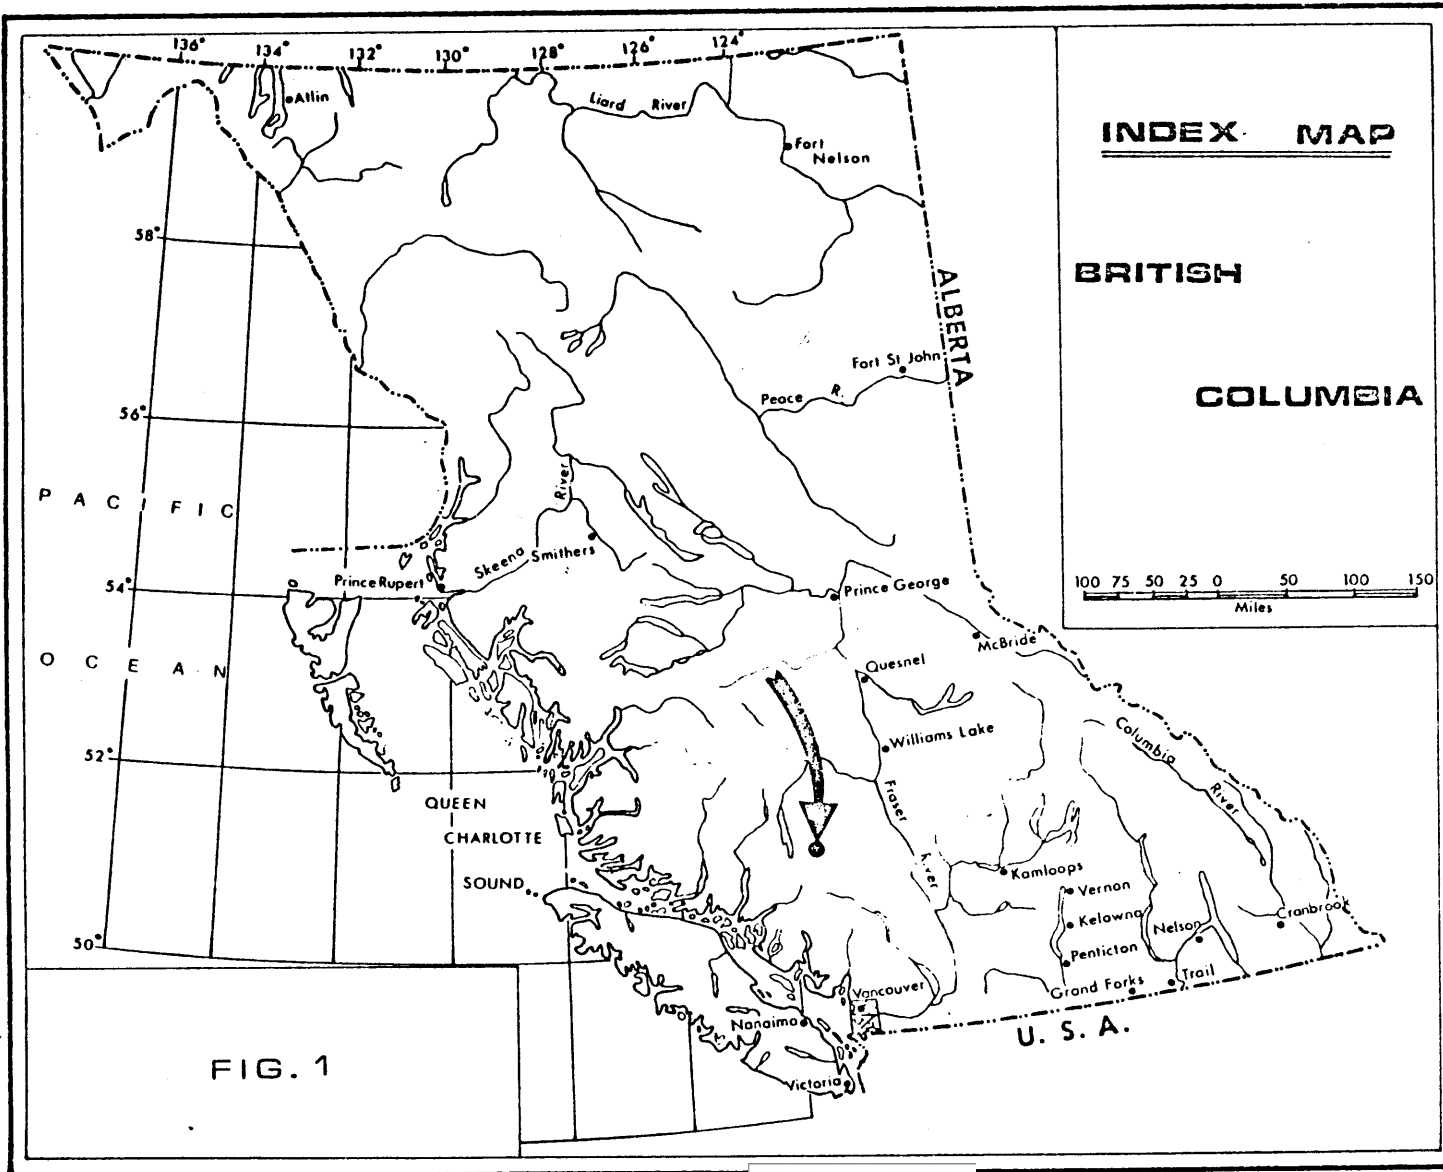 136° 134° 132° 130° 128° 126° 124°
Atlin
Liard River
Fort
Nelson
INDEX MAP
BRITISH
COLUMBIA
58°
ALBERTA
Fort St John
Peace R.
56°
PACIFIC
River
Skeena
Smithers
Prince Rupert
54°
Prince George
100 75 50 25 0 50 100 150
Miles
McBride
OCEAN
Quesnel
Williams Lake
Columbia
River
52°
QUEEN
CHARLOTTE
SOUND
Fraser
River
Kamloops
Vernon
Kelowna
Penticton
Nelson
Cranbrook
50°
Grand Forks
Trail
Vancouver
Nanaimo
U. S. A.
Victoria
FIG. 1